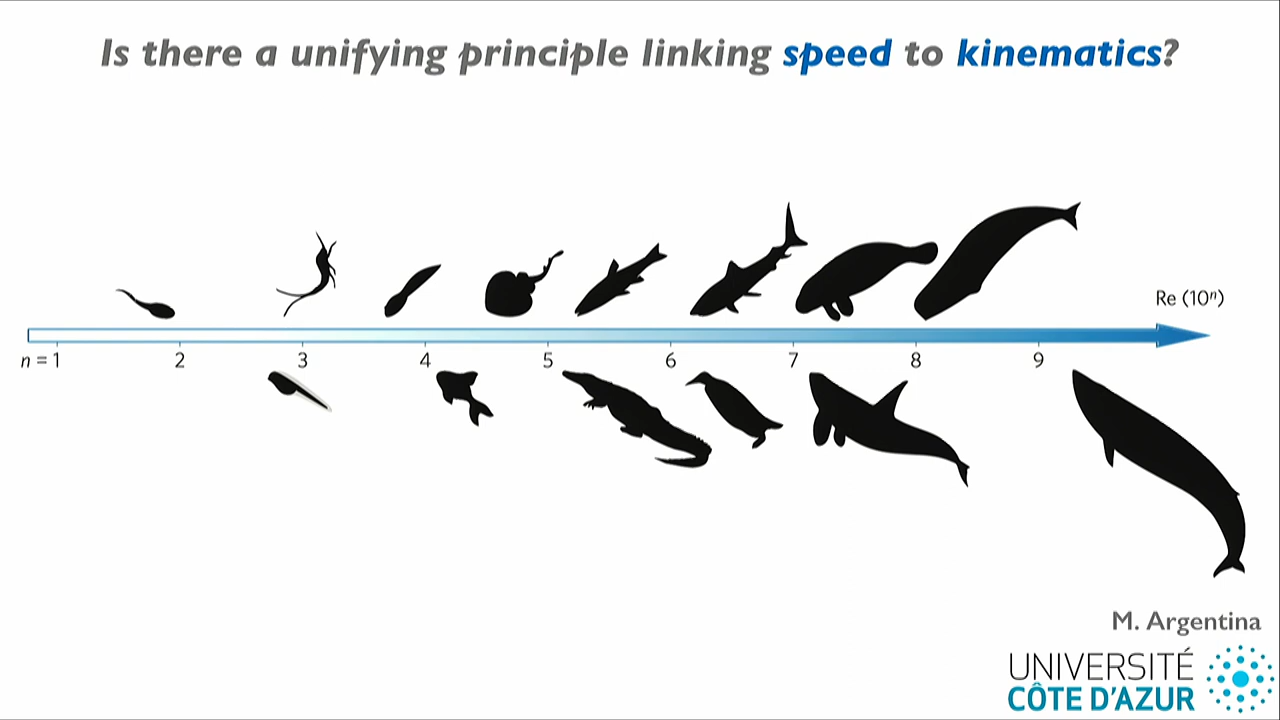 Is there a unifying principle linking speed to kinematics?
Re (10ⁿ)
n = 1 2 3 4 5 6 7 8 9
M. Argentina
UNIVERSITÉ
CÔTE D'AZUR